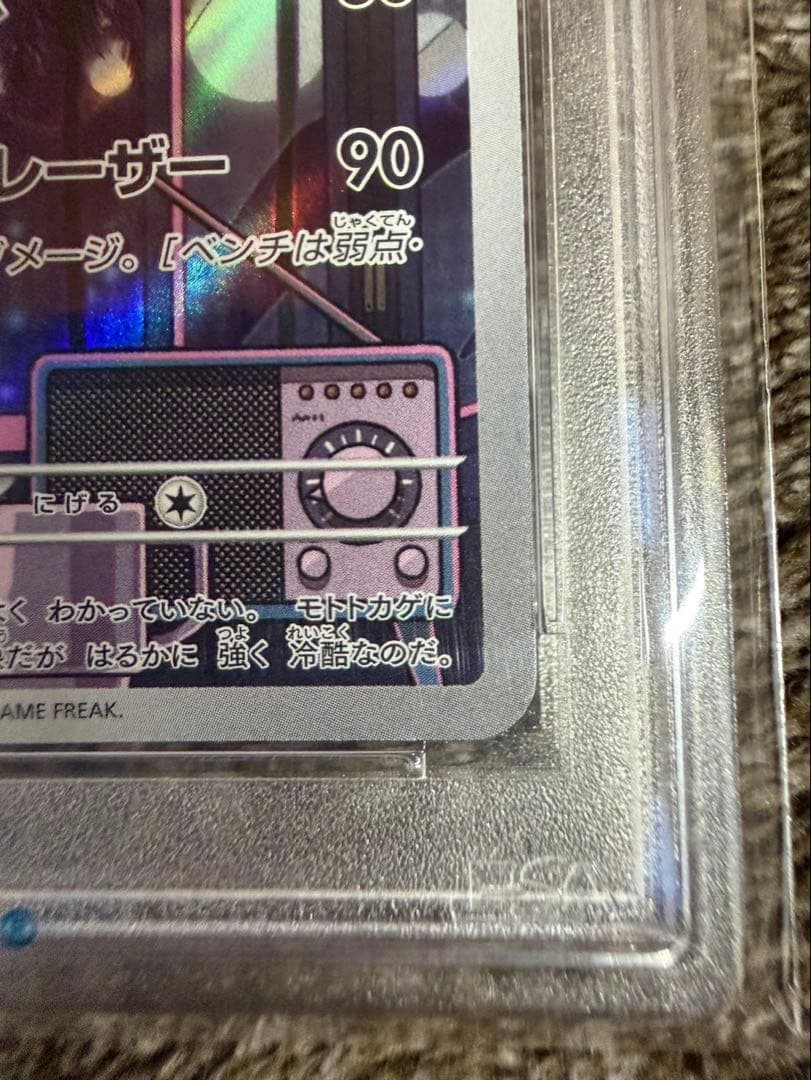 レーザー 90
ダメージ。[ベンチは弱点・
じゃくてん
にげる
よく わかっていない。 モトトカゲに
つよ れいこく
だが はるかに 強く 冷酷なのだ。
GAME FREAK.
PSA